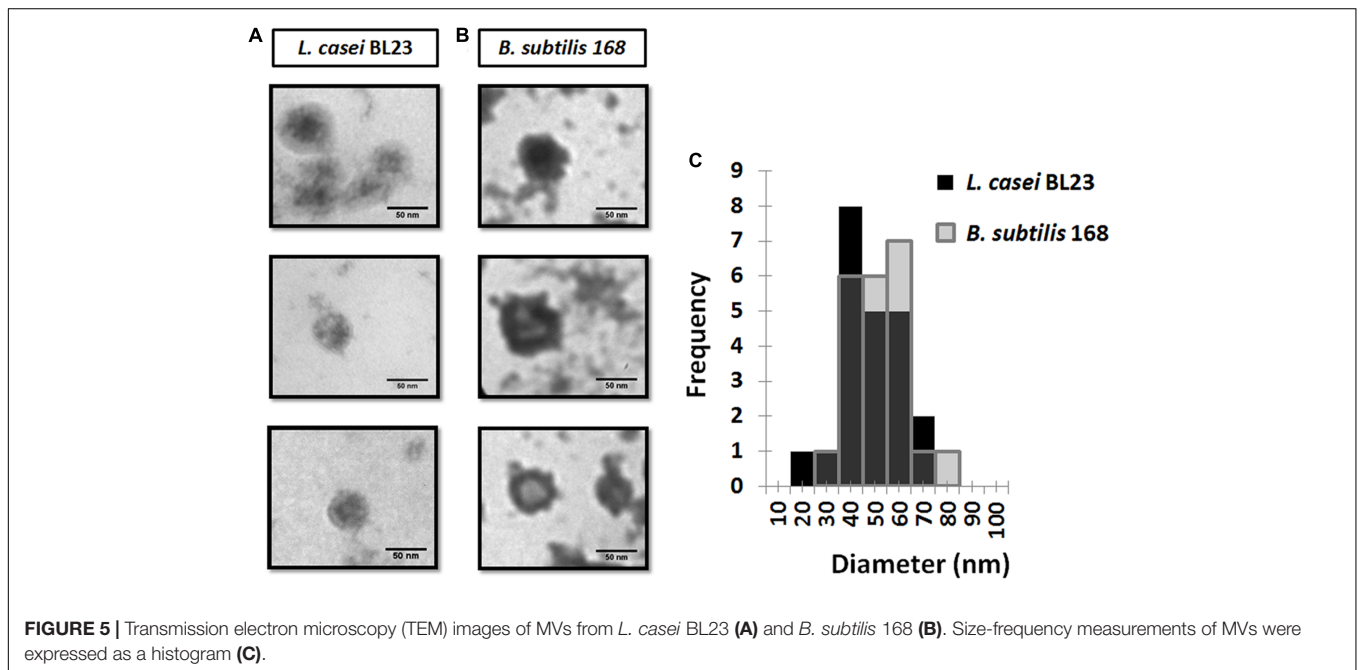 A
L. casei BL23
B
B. subtilis 168
50 nm
50 nm
50 nm
50 nm
50 nm
50 nm
C
L. casei BL23
B. subtilis 168
Frequency
9
8
7
6
5
4
3
2
1
0
10 20 30 40 50 60 70 80 90 100
Diameter (nm)
FIGURE 5 | Transmission electron microscopy (TEM) images of MVs from L. casei BL23 (A) and B. subtilis 168 (B). Size-frequency measurements of MVs were
expressed as a histogram (C).